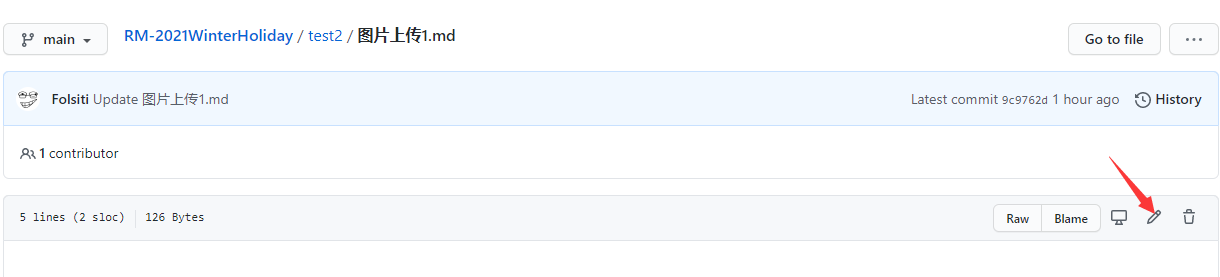 main
RM-2021WinterHoliday / test2 / 图片上传1.md
Go to file
...
Folsiti Update 图片上传1.md
Latest commit 9c9762d 1 hour ago
History
1 contributor
5 lines (2 sloc)
126 Bytes
Raw
Blame